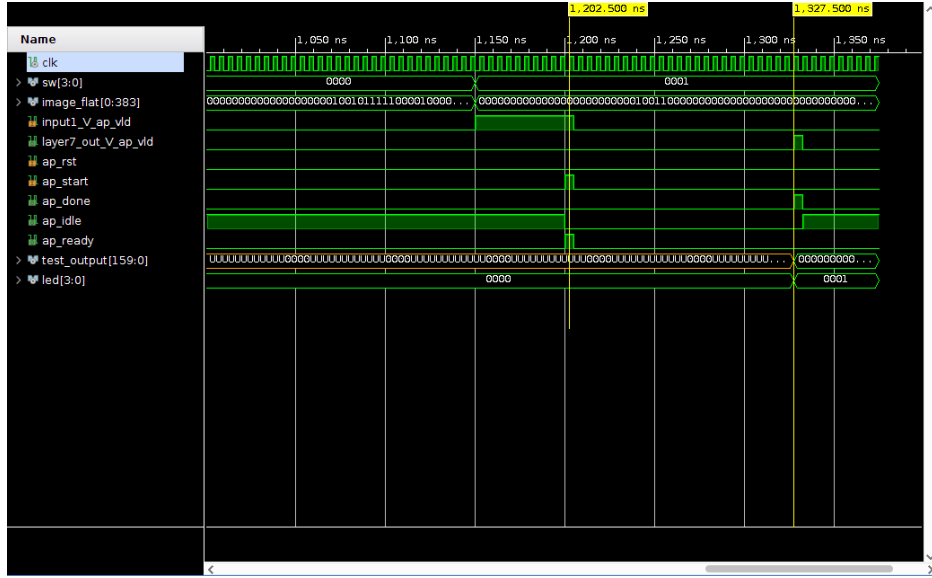 1,202.500 ns 1,327.500 ns
Name
1,050 ns 1,100 ns 1,150 ns 1,200 ns 1,250 ns 1,300 ns 1,350 ns
clk
sw[3:0] 0000 0001
image_flat[0:383]
input1_V_ap_vld
layer7_out_V_ap_vld
ap_rst
ap_start
ap_done
ap_idle
ap_ready
test_output[159:0] 000000000...
led[3:0] 0000 0001